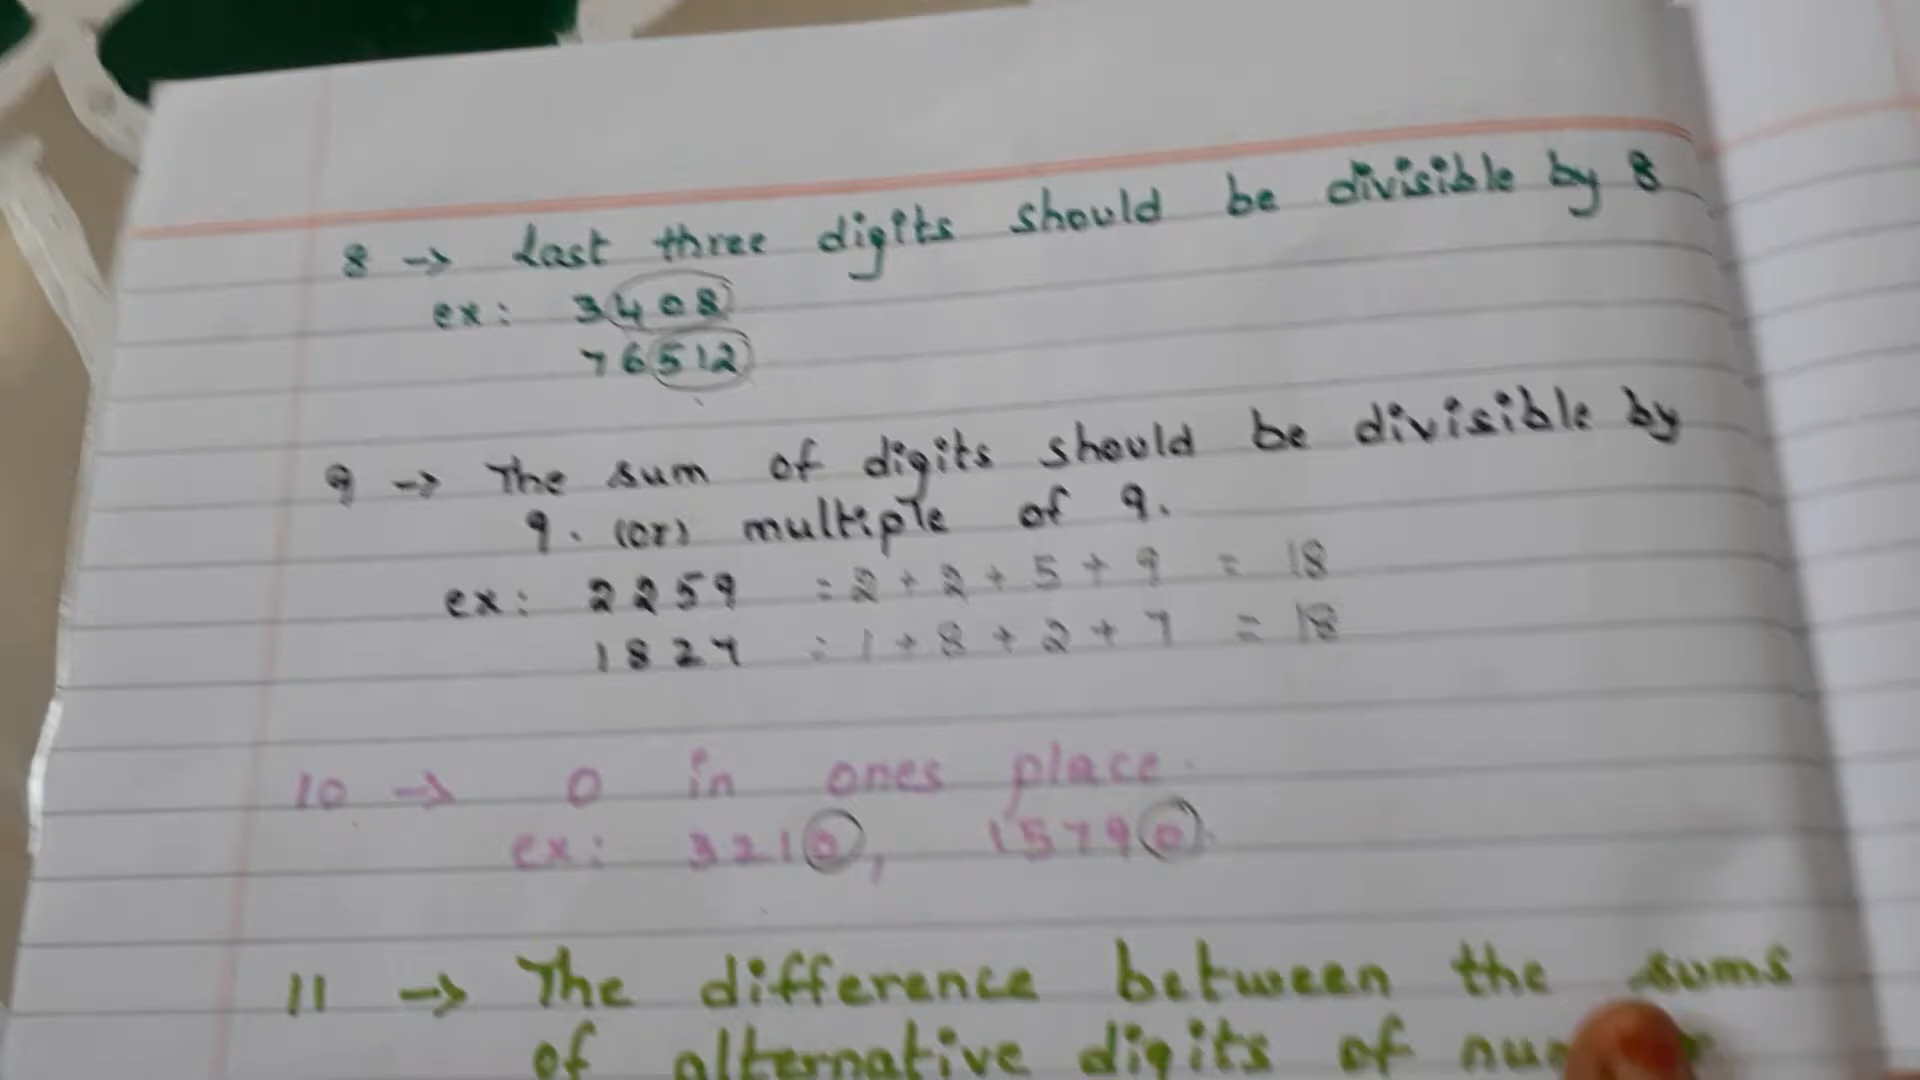 8 → Last three digits should be divisible by 8
ex: 3408
76512
9 → The sum of digits should be divisible by
9. (or) multiple of 9.
ex: 2259 = 2 + 2 + 5 + 9 = 18
1827 = 1 + 8 + 2 + 7 = 18
10 → 0 in ones place.
ex: 3210, 15790.
11 → The difference between the sums
of alternative digits of